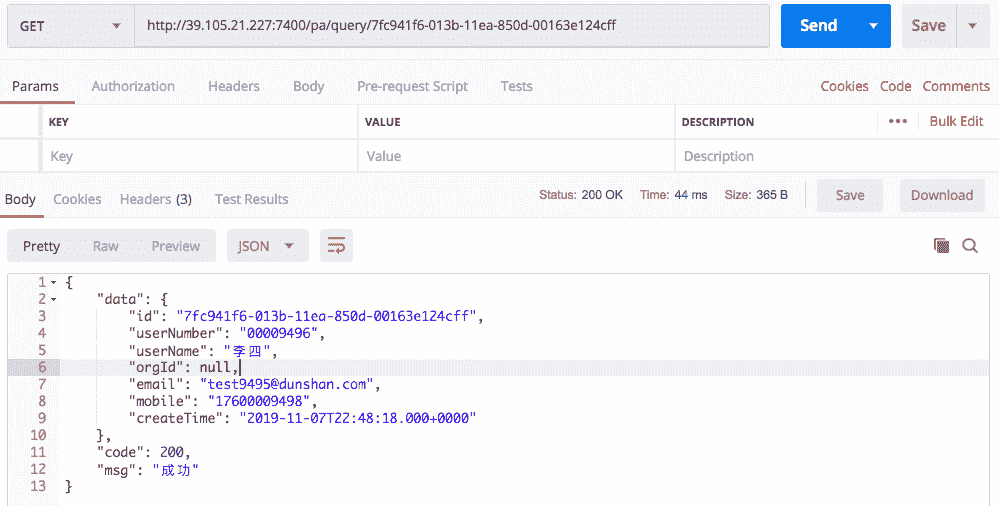 GET http://39.105.21.227:7400/pa/query/7fc941f6-013b-11ea-850d-00163e124cff Send Save
Params Authorization Headers Body Pre-request Script Tests Cookies Code Comments
KEY VALUE DESCRIPTION ••• Bulk Edit
Key Value Description
Body Cookies Headers (3) Test Results Status: 200 OK Time: 44 ms Size: 365 B Save Download
Pretty Raw Preview JSON
1 {
2 "data": {
3 "id": "7fc941f6-013b-11ea-850d-00163e124cff",
4 "userNumber": "00009496",
5 "userName": "李四",
6 "orgId": null,
7 "email": "test9495@dunshan.com",
8 "mobile": "17600009498",
9 "createTime": "2019-11-07T22:48:18.000+0000"
10 },
11 "code": 200,
12 "msg": "成功"
13 }